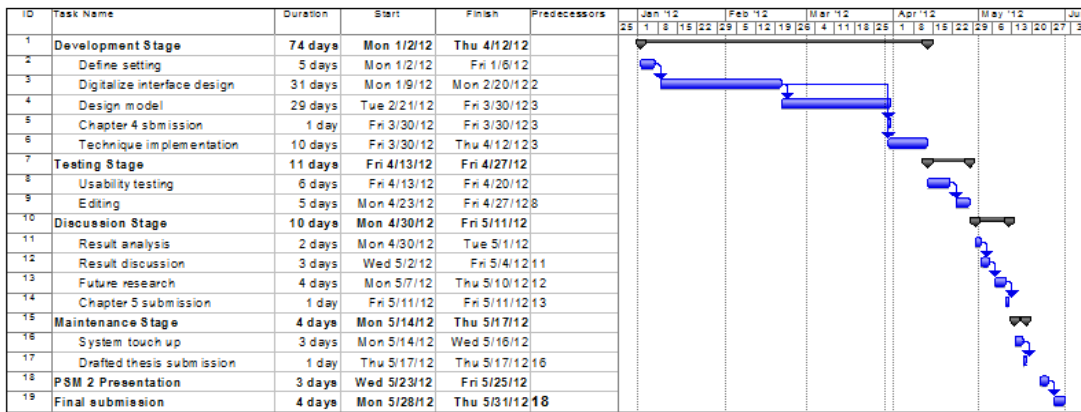 ID Task Name Duration Start Finish Predecessors Jan '12 Feb '12 Mar '12 Apr '12 May '12 Ju
25 1 8 15 22 29 5 12 19 26 4 11 18 25 1 8 15 22 29 6 13 20 27 3
1 Development Stage 74 days Mon 1/2/12 Thu 4/12/12
2 Define setting 5 days Mon 1/2/12 Fri 1/6/12
3 Digitalize interface design 31 days Mon 1/9/12 Mon 2/20/12 2
4 Design model 29 days Tue 2/21/12 Fri 3/30/12 3
5 Chapter 4 sbmission 1 day Fri 3/30/12 Fri 3/30/12 3
6 Technique implementation 10 days Fri 3/30/12 Thu 4/12/12 3
7 Testing Stage 11 days Fri 4/13/12 Fri 4/27/12
8 Usability testing 6 days Fri 4/13/12 Fri 4/20/12
9 Editing 5 days Mon 4/23/12 Fri 4/27/12 8
10 Discussion Stage 10 days Mon 4/30/12 Fri 5/11/12
11 Result analysis 2 days Mon 4/30/12 Tue 5/1/12
12 Result discussion 3 days Wed 5/2/12 Fri 5/4/12 11
13 Future research 4 days Mon 5/7/12 Thu 5/10/12 12
14 Chapter 5 submission 1 day Fri 5/11/12 Fri 5/11/12 13
15 Maintenance Stage 4 days Mon 5/14/12 Thu 5/17/12
16 System touch up 3 days Mon 5/14/12 Wed 5/16/12
17 Drafted thesis submission 1 day Thu 5/17/12 Thu 5/17/12 16
18 PSM 2 Presentation 3 days Wed 5/23/12 Fri 5/25/12
19 Final submission 4 days Mon 5/28/12 Thu 5/31/12 18